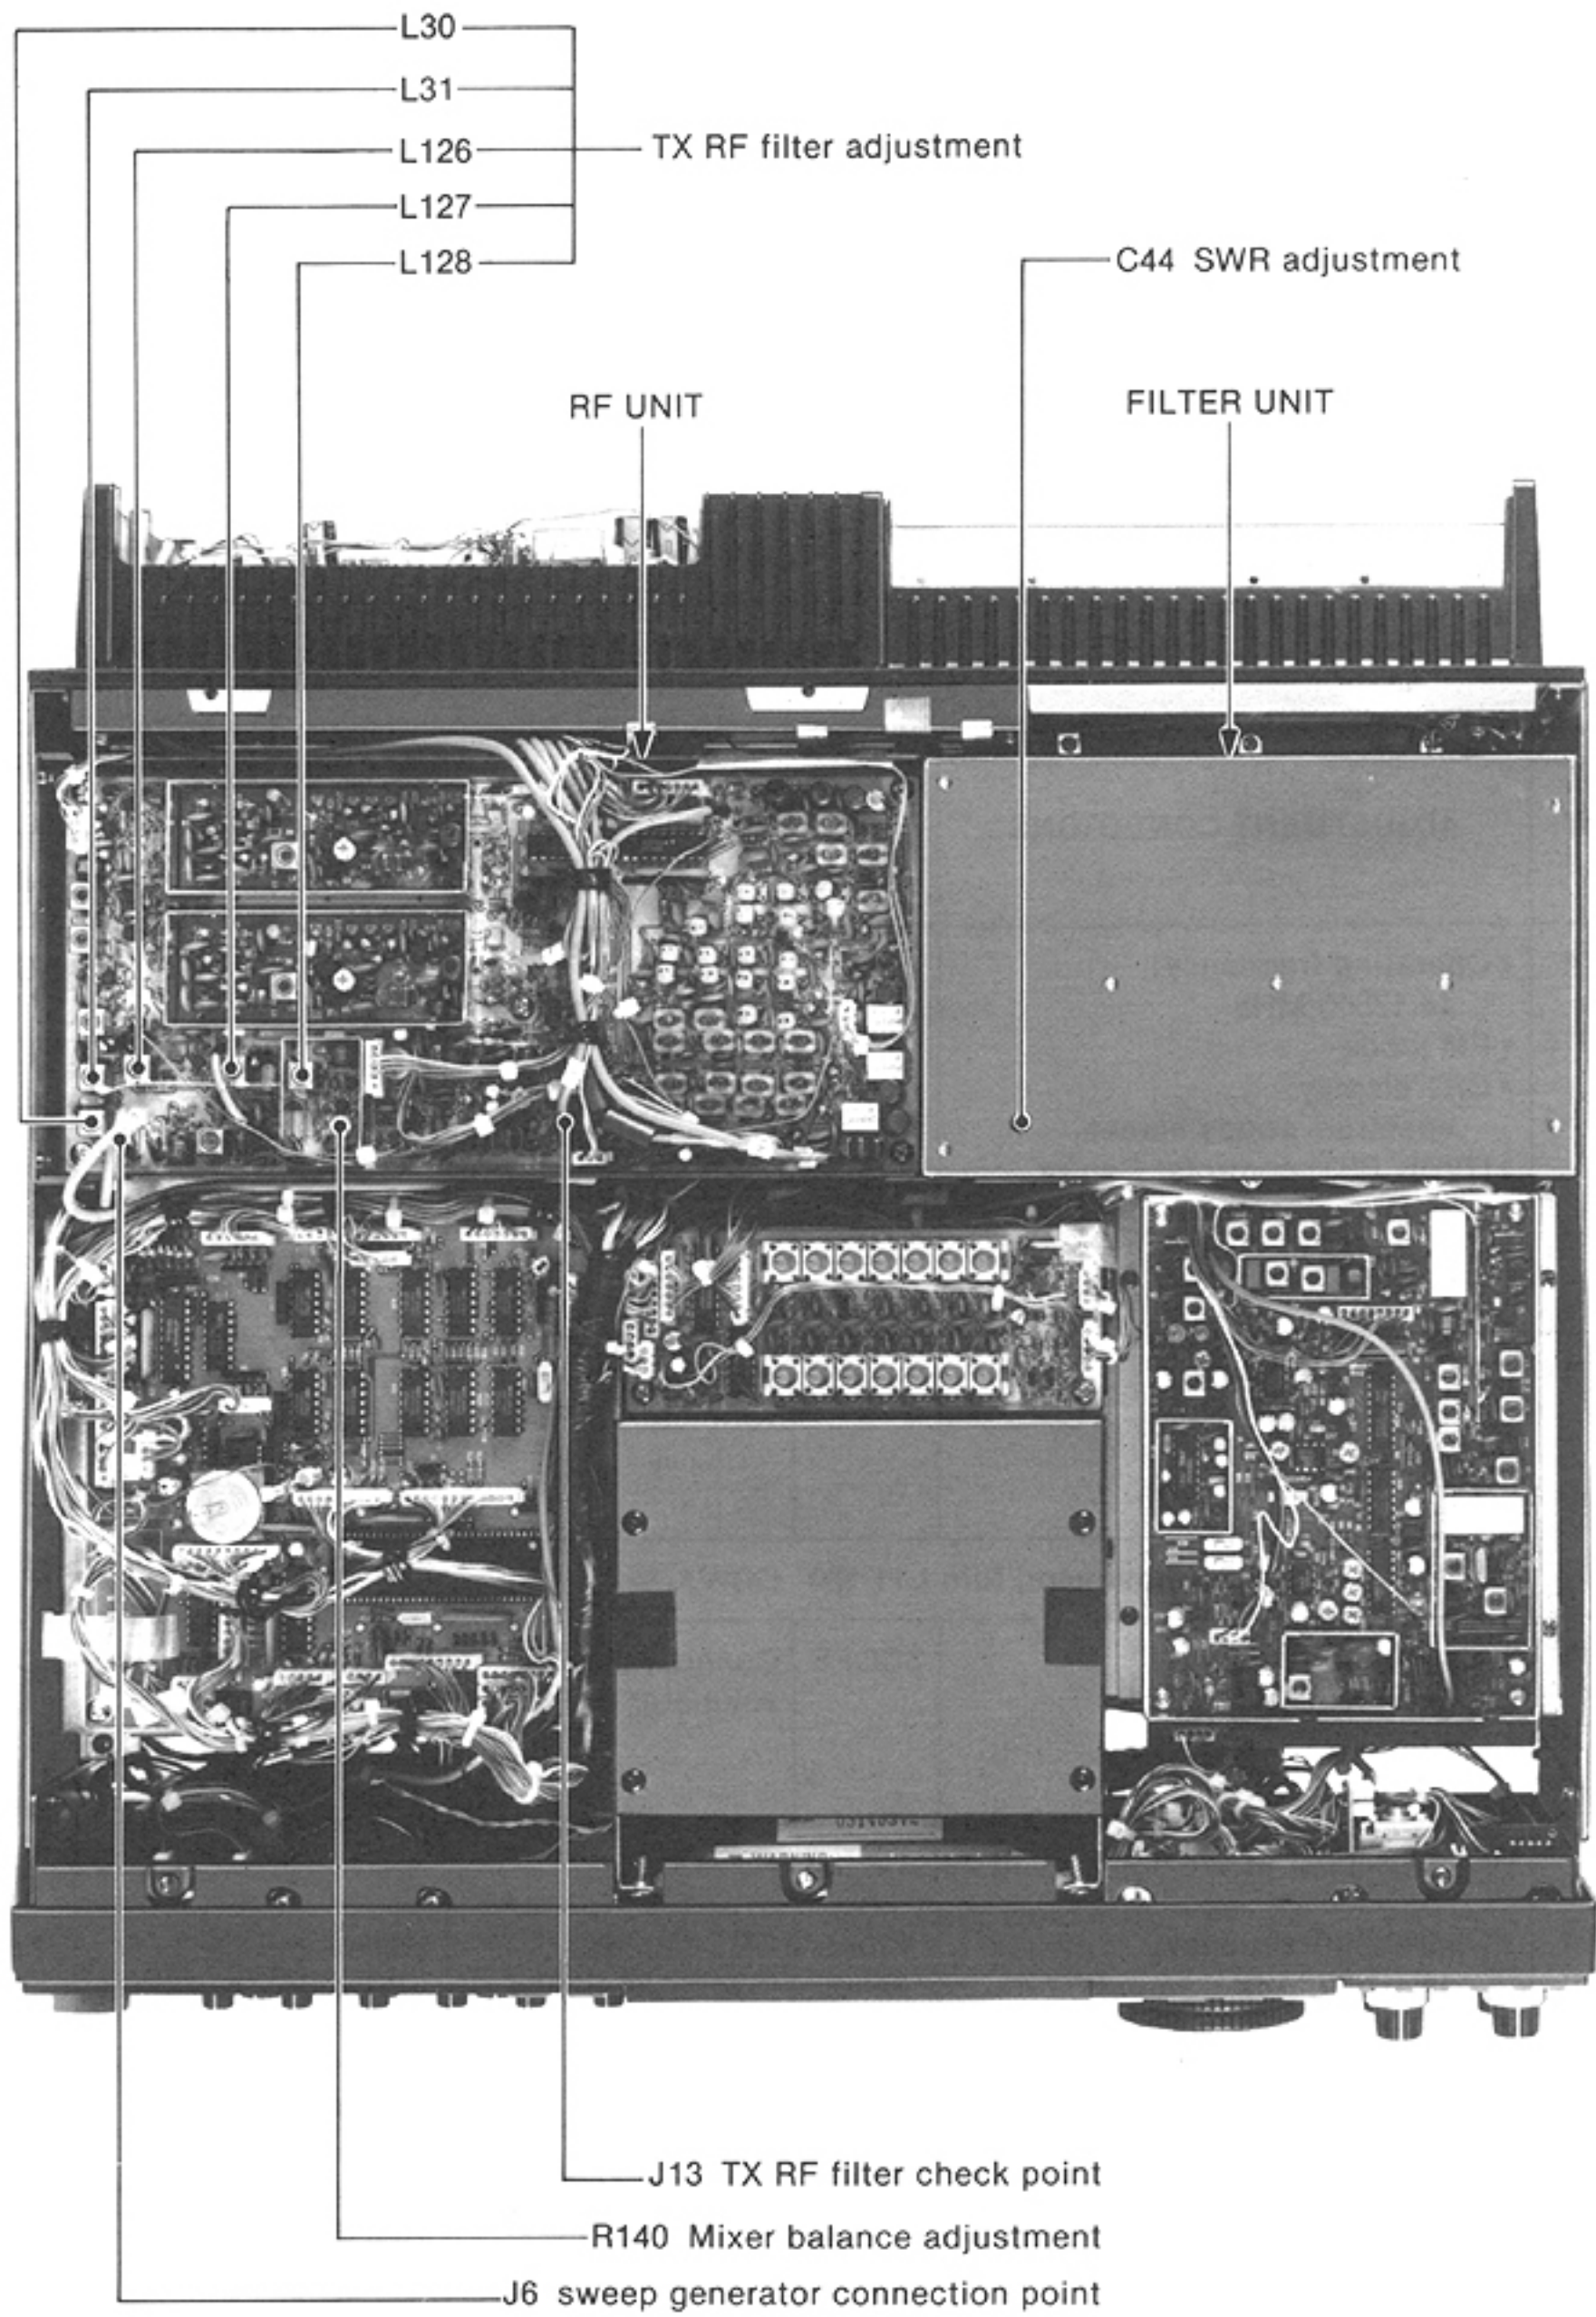 L30
L31
L126 TX RF filter adjustment
L127
L128
C44 SWR adjustment
RF UNIT
FILTER UNIT
J13 TX RF filter check point
R140 Mixer balance adjustment
J6 sweep generator connection point